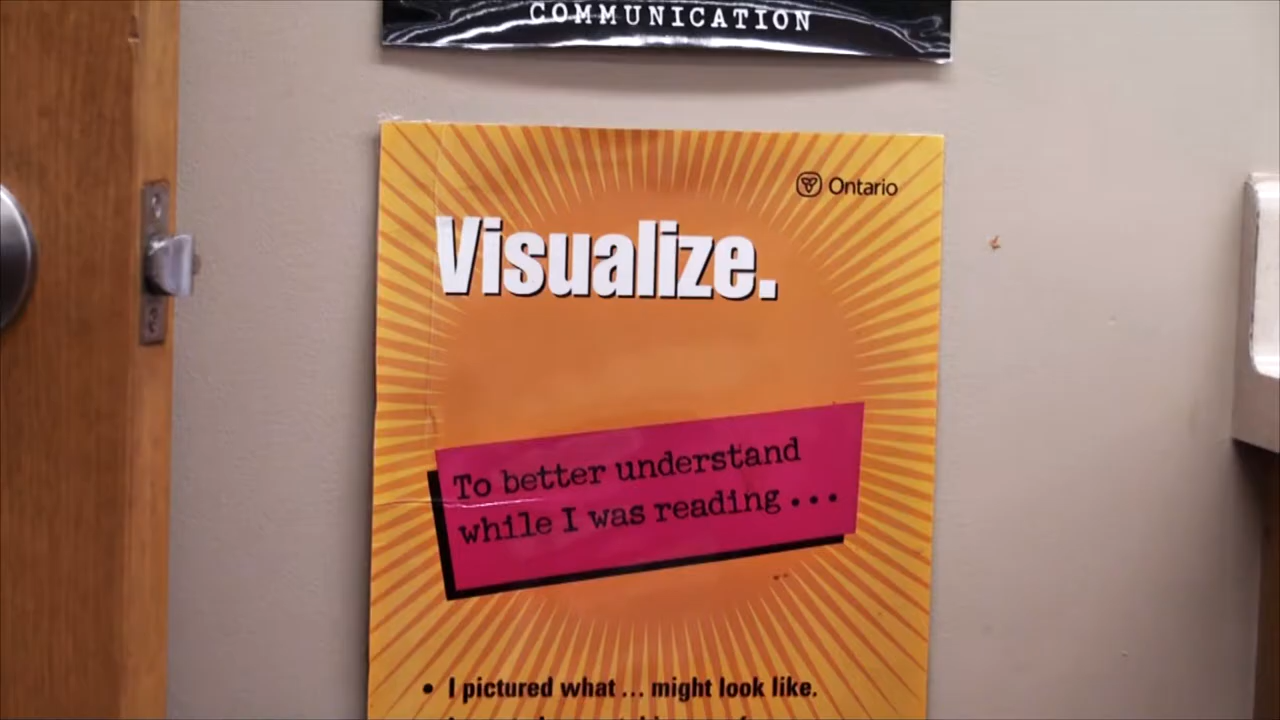 COMMUNICATION
Ontario
Visualize.
To better understand
while I was reading...
• I pictured what ... might look like.